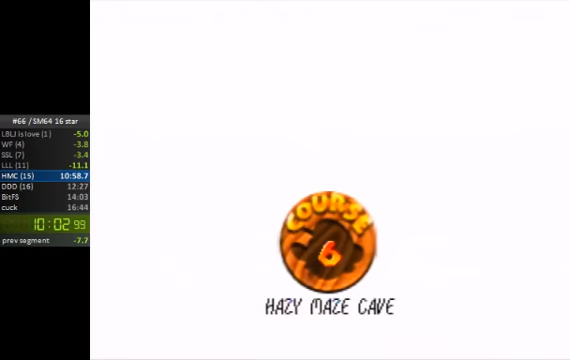 #66 / SM64 16 star
LBLJ is love (1) -5.0
WF (4) -3.8
SSL (7) -3.4
LLL (11) -11.1
HMC (15) 10:58.7
DDD (16) 12:27
BitFS 14:03
cuck 16:44
10:02 99
prev segment -7.7
COURSE
6
HAZY MAZE CAVE